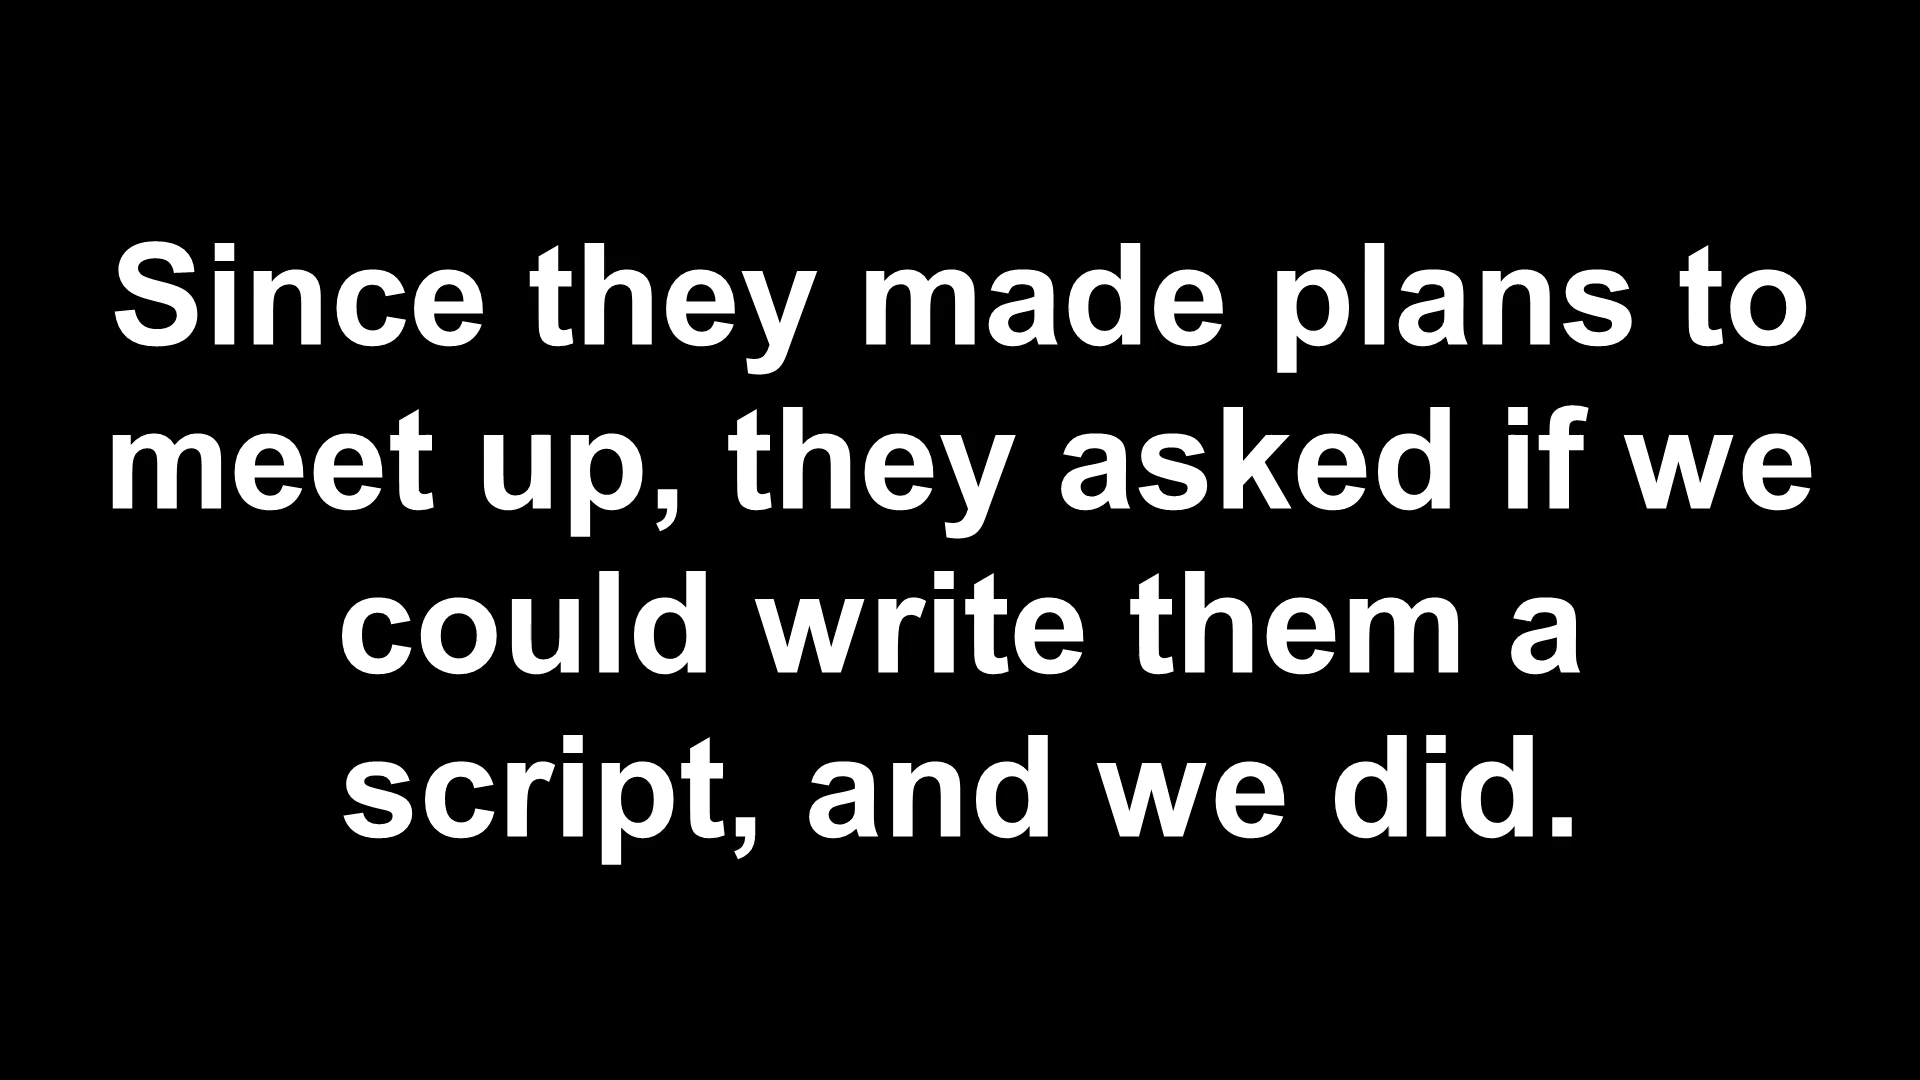 Since they made plans to
meet up, they asked if we
could write them a
script, and we did.